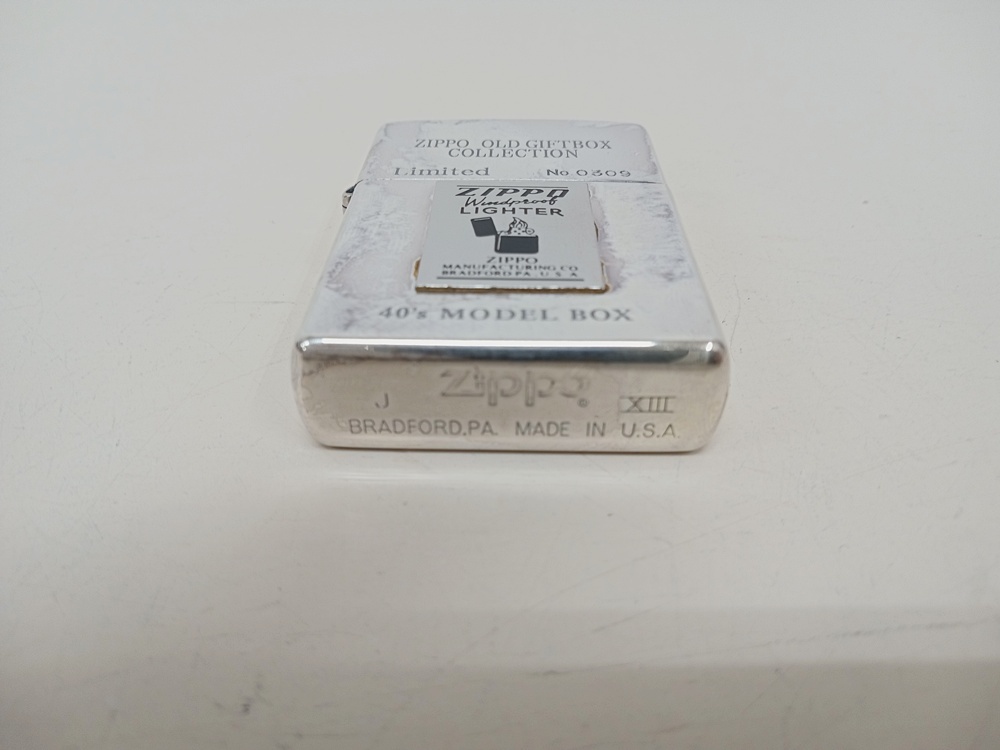 ZIPPO OLD GIFTBOX
COLLECTION
Limited No 0309
ZIPPO
Windproof
LIGHTER
ZIPPO
MANUFACTURING CO
BRADFORD.PA. U. S. A.
40's MODEL BOX
J Zippo XIII
BRADFORD,PA. MADE IN U.S.A.